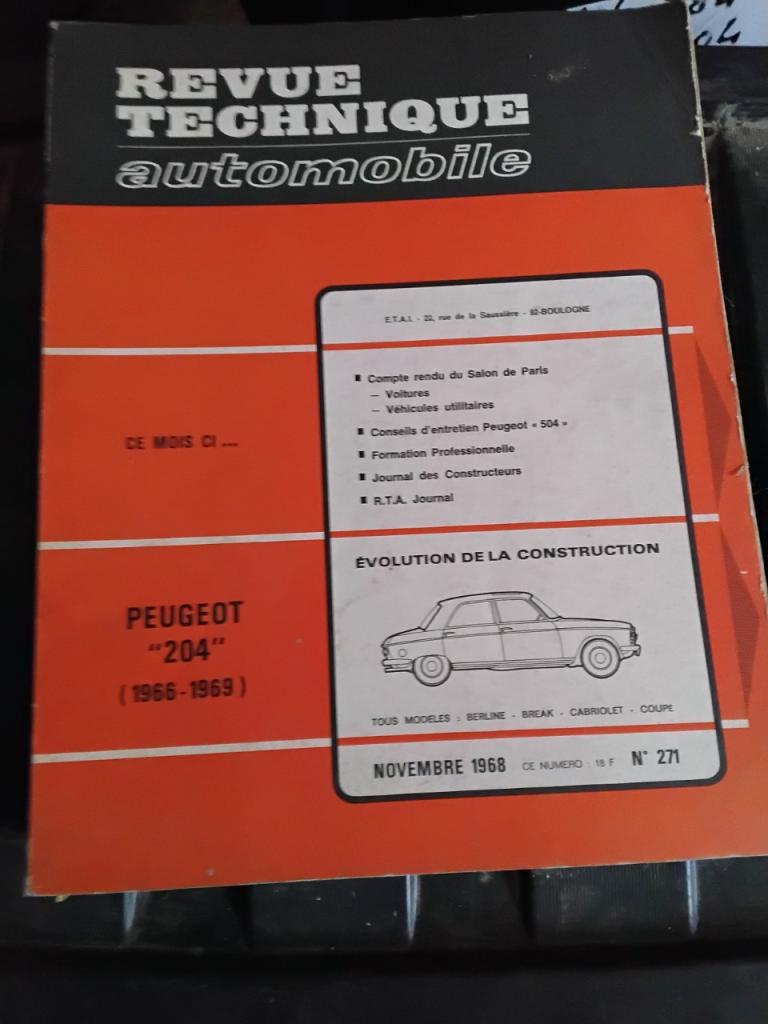 04
REVUE
TECHNIQUE
automobile
E.T.A.I. - 22, rue de la Saussière - 92-BOULOGNE
■ Compte rendu du Salon de Paris
— Voitures
— Véhicules utilitaires
■ Conseils d'entretien Peugeot « 504 »
■ Formation Professionnelle
■ Journal des Constructeurs
■ R.T.A. Journal
CE MOIS CI ...
ÉVOLUTION DE LA CONSTRUCTION
PEUGEOT
"204"
(1966-1969)
TOUS MODELES : BERLINE - BREAK - CABRIOLET - COUPE
NOVEMBRE 1968 CE NUMERO : 18 F N° 271